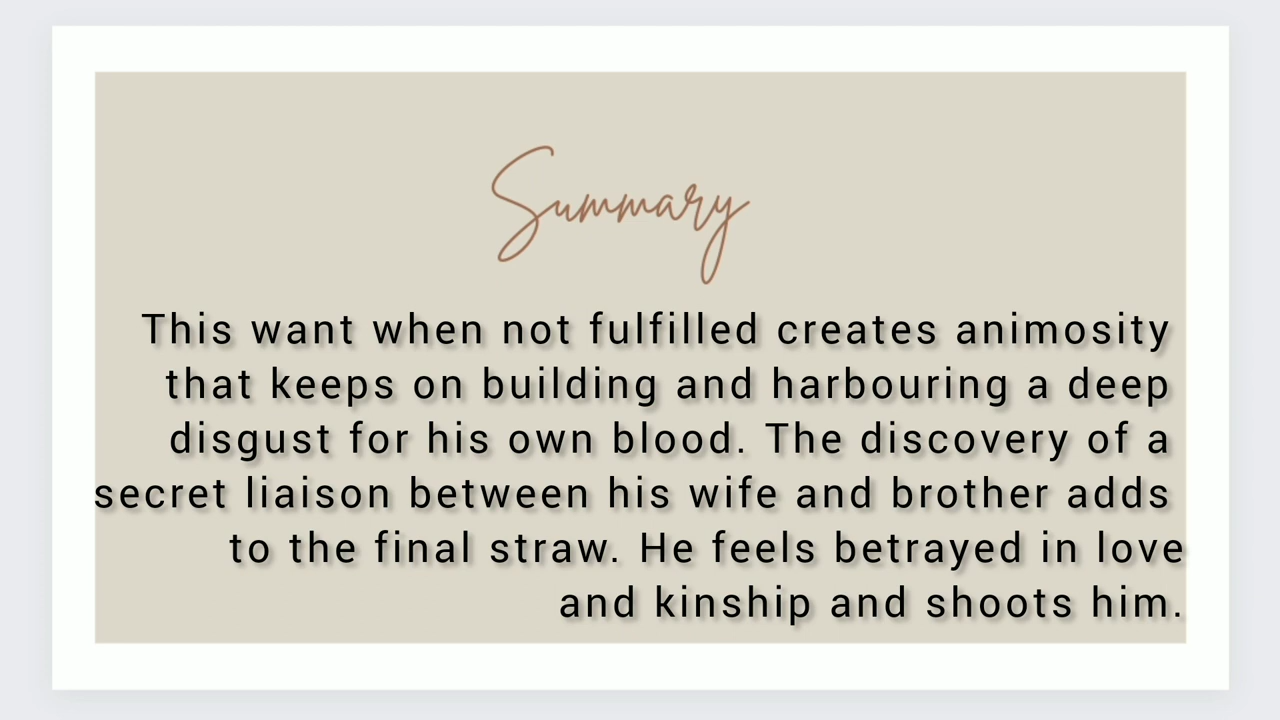 Summary
This want when not fulfilled creates animosity
that keeps on building and harbouring a deep
disgust for his own blood. The discovery of a
secret liaison between his wife and brother adds
to the final straw. He feels betrayed in love
and kinship and shoots him.